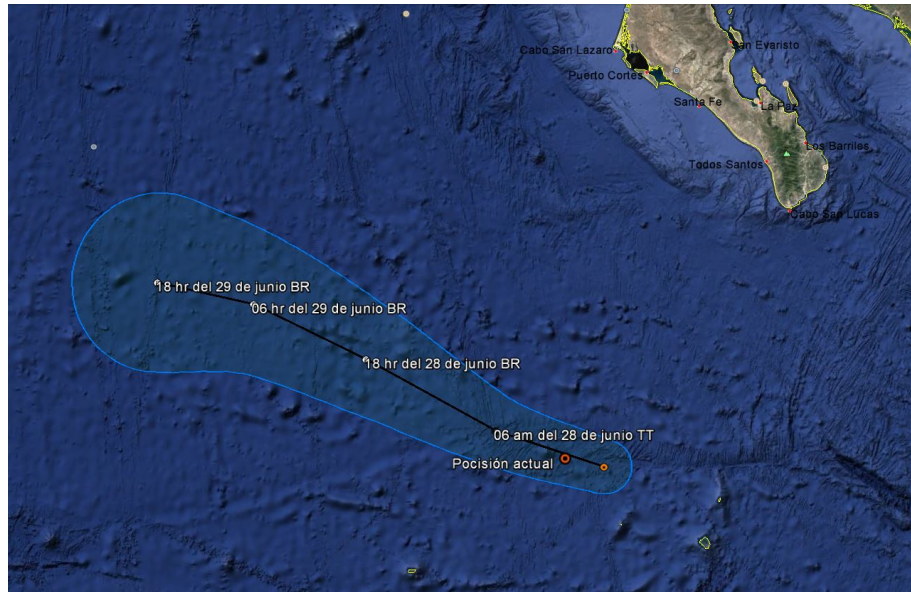 Cabo San Lazaro
San Evaristo
Puerto Cortes
Santa Fe
La Paz
Los Barriles
Todos Santos
Cabo San Lucas
18 hr del 29 de junio BR
06 hr del 29 de junio BR
18 hr del 28 de junio BR
06 am del 28 de junio TT
Pocisión actual